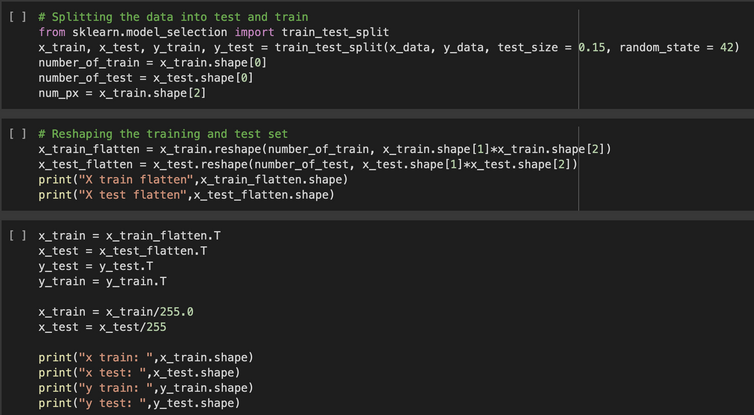 [ ] # Splitting the data into test and train
from sklearn.model_selection import train_test_split
x_train, x_test, y_train, y_test = train_test_split(x_data, y_data, test_size = 0.15, random_state = 42)
number_of_train = x_train.shape[0]
number_of_test = x_test.shape[0]
num_px = x_train.shape[2]
[ ] # Reshaping the training and test set
x_train_flatten = x_train.reshape(number_of_train, x_train.shape[1]*x_train.shape[2])
x_test_flatten = x_test.reshape(number_of_test, x_test.shape[1]*x_test.shape[2])
print("X train flatten",x_train_flatten.shape)
print("X test flatten",x_test_flatten.shape)
[ ] x_train = x_train_flatten.T
x_test = x_test_flatten.T
y_test = y_test.T
y_train = y_train.T
x_train = x_train/255.0
x_test = x_test/255
print("x train: ",x_train.shape)
print("x test: ",x_test.shape)
print("y train: ",y_train.shape)
print("y test: ",y_test.shape)